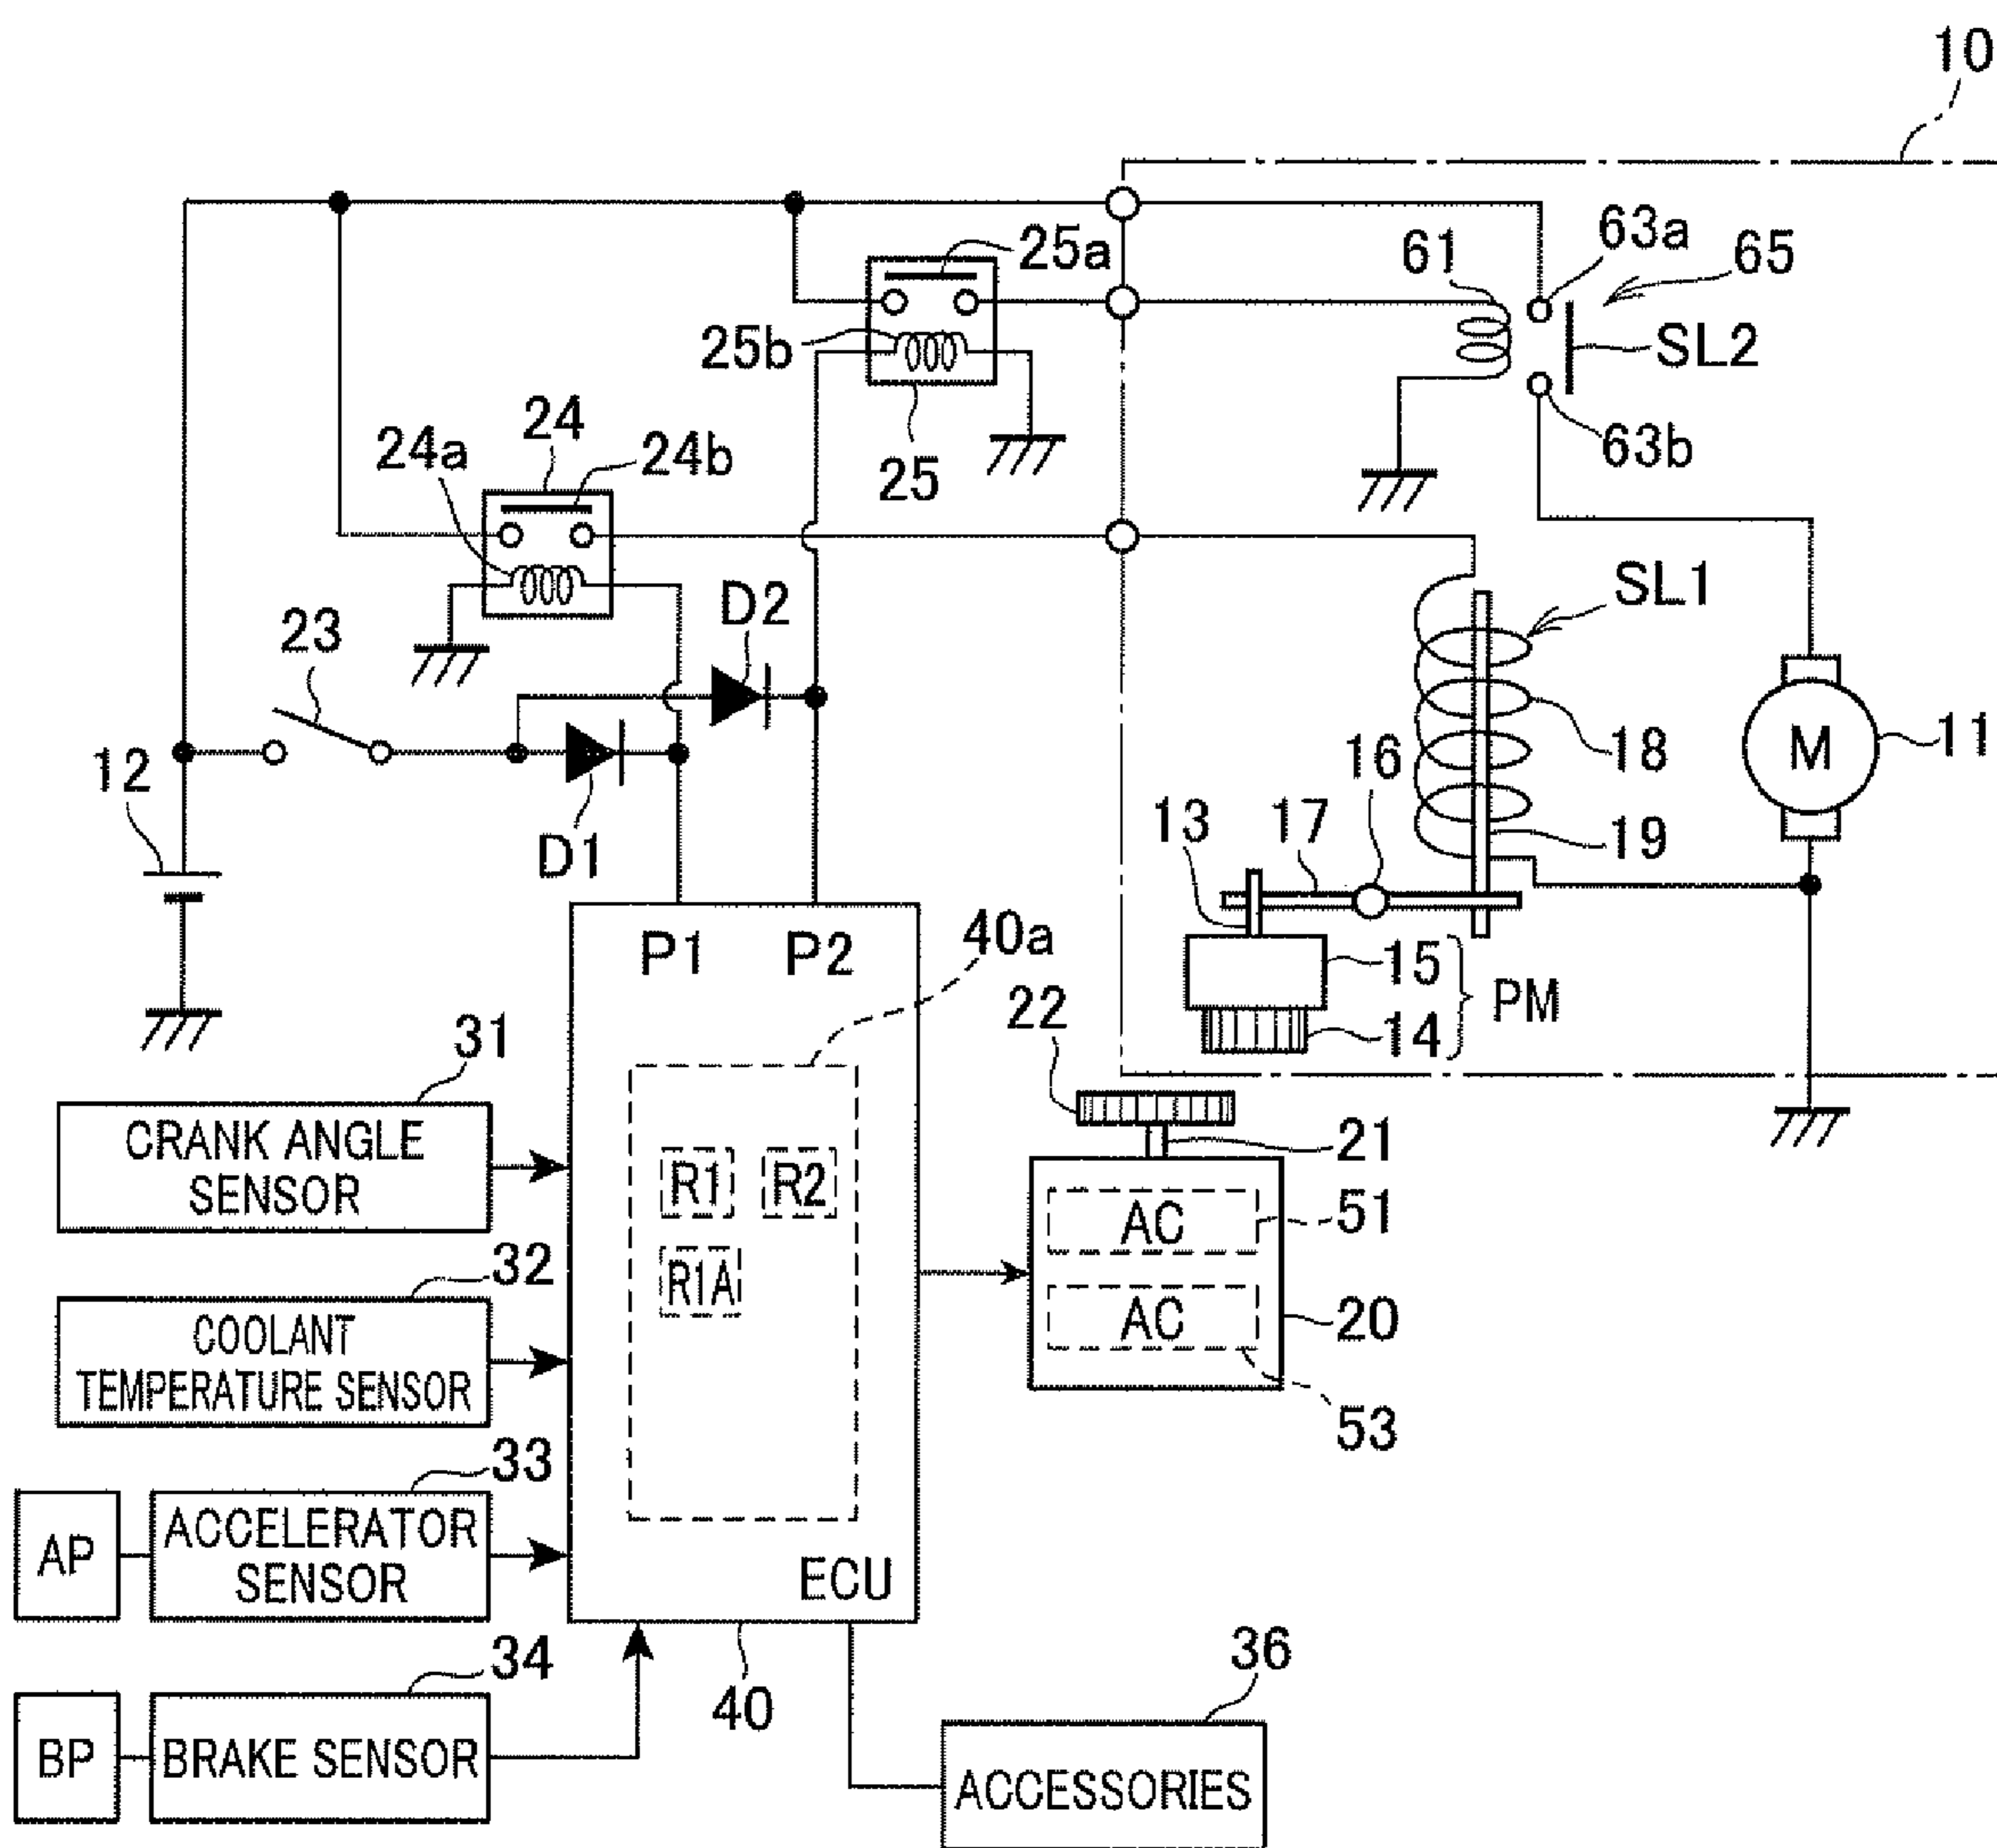 10
25a
61
63a
65
25b
SL2
24
24a
24b
25
63b
23
D2
SL1
12
16
18
M
11
D1
13
17
19
P1
P2
40a
15
PM
22
14
31
CRANK ANGLE
SENSOR
R1
R2
21
AC
51
32
R1A
COOLANT
TEMPERATURE SENSOR
AC
20
53
33
AP
ACCELERATOR
SENSOR
ECU
34
40
36
BP
BRAKE SENSOR
ACCESSORIES